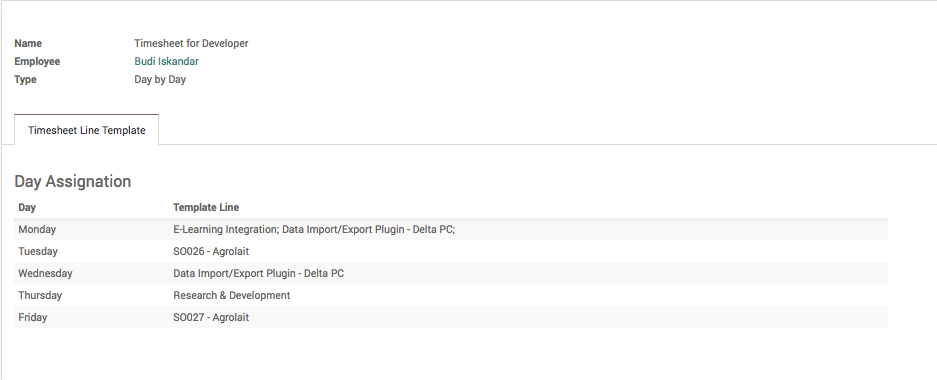 Name Timesheet for Developer
Employee Budi Iskandar
Type Day by Day
Timesheet Line Template
Day Assignation
Day Template Line
Monday E-Learning Integration; Data Import/Export Plugin - Delta PC;
Tuesday SO026 - Agrolait
Wednesday Data Import/Export Plugin - Delta PC
Thursday Research & Development
Friday SO027 - Agrolait